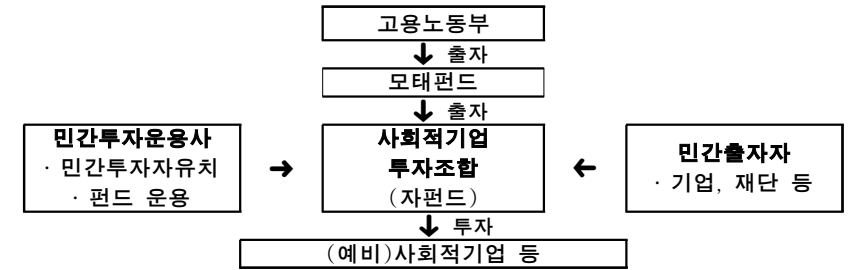 고용노동부
↓ 출자
모태펀드
↓ 출자
민간투자운용사
· 민간투자자유치
· 펀드 운용
→
사회적기업
투자조합
(자펀드)
←
민간출자자
· 기업, 재단 등
↓ 투자
(예비)사회적기업 등